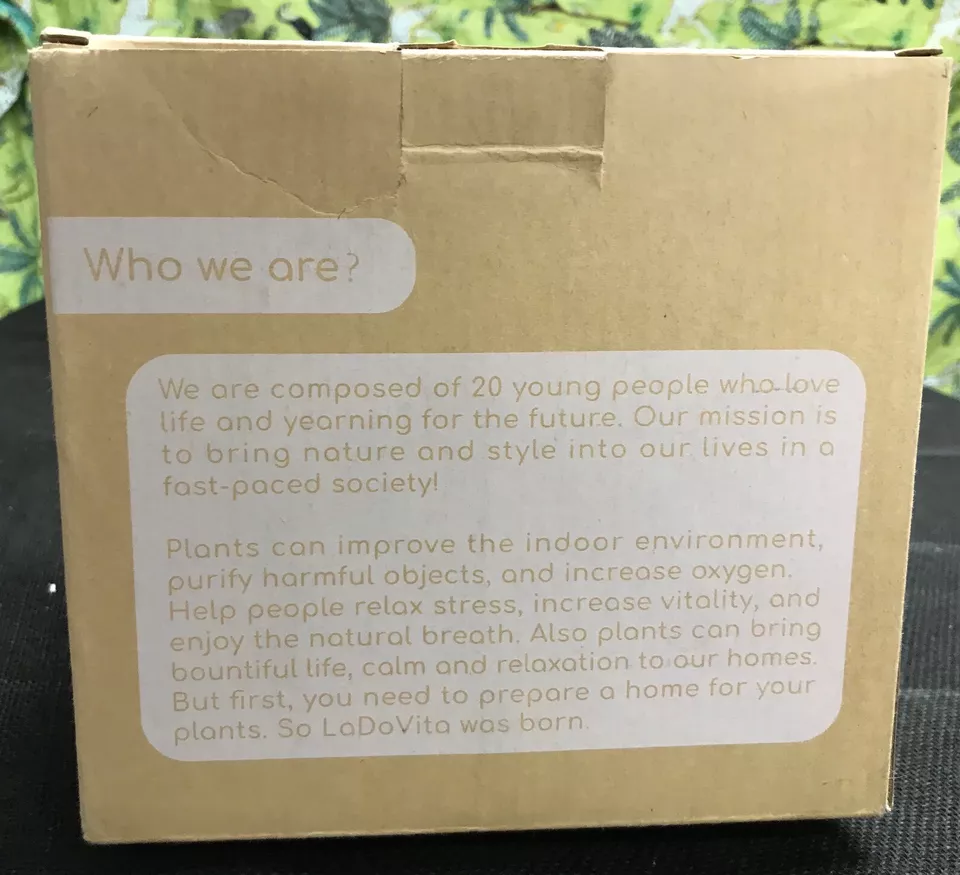 Who we are?
We are composed of 20 young people who love
life and yearning for the future. Our mission is
to bring nature and style into our lives in a
fast-paced society!
Plants can improve the indoor environment,
purify harmful objects, and increase oxygen.
Help people relax stress, increase vitality, and
enjoy the natural breath. Also plants can bring
bountiful life, calm and relaxation to our homes.
But first, you need to prepare a home for your
plants. So LaDoVita was born.